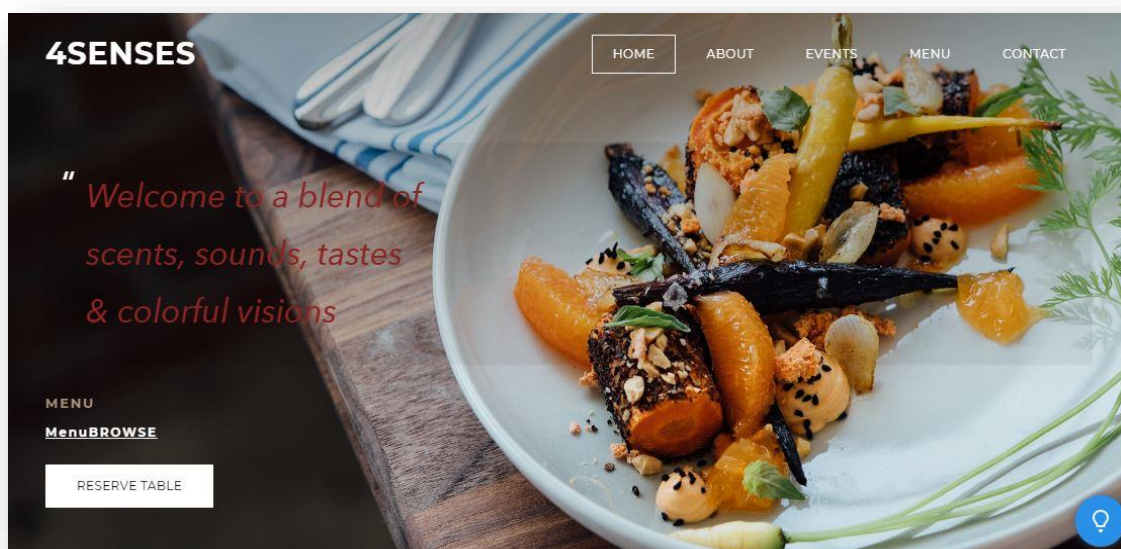 4SENSES
HOME ABOUT EVENTS MENU CONTACT
“
Welcome to a blend of
scents, sounds, tastes
& colorful visions
MENU
MenuBROWSE
RESERVE TABLE